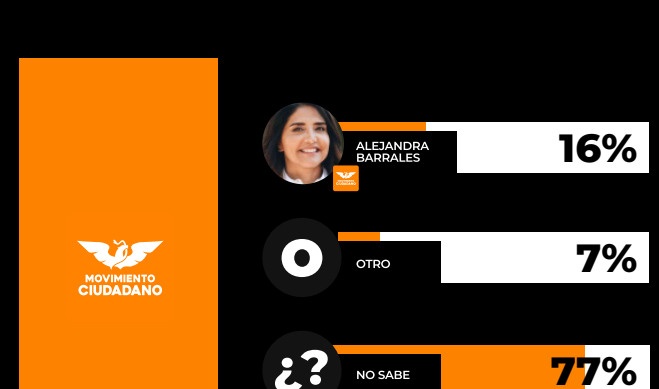 ALEJANDRA
BARRALES
16%
MOVIMIENTO
CIUDADANO
O
OTRO
7%
¿?
NO SABE
77%